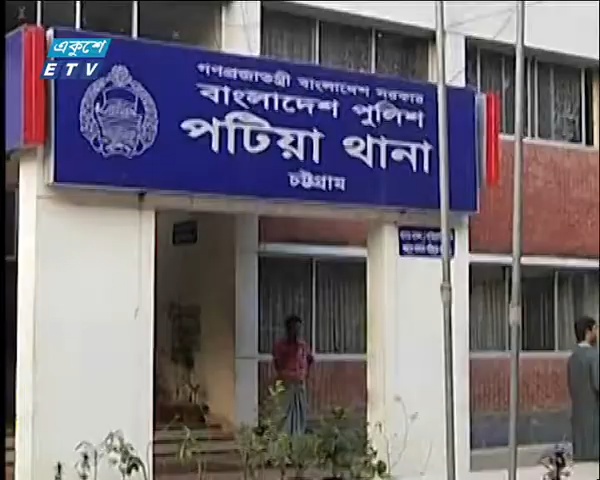 একুশে
ETV
গণপ্রজাতন্ত্রী বাংলাদেশ সরকার
বাংলাদেশ পুলিশ
পটিয়া থানা
চট্টগ্রাম